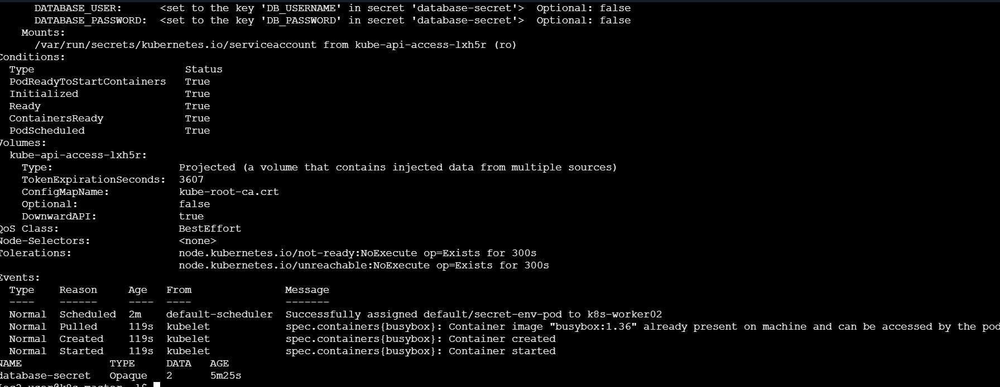 DATABASE_USER: <set to the key 'DB_USERNAME' in secret 'database-secret'> Optional: false
DATABASE_PASSWORD: <set to the key 'DB_PASSWORD' in secret 'database-secret'> Optional: false
Mounts:
/var/run/secrets/kubernetes.io/serviceaccount from kube-api-access-lxh5r (ro)
Conditions:
Type Status
PodReadyToStartContainers True
Initialized True
Ready True
ContainersReady True
PodScheduled True
Volumes:
kube-api-access-lxh5r:
Type: Projected (a volume that contains injected data from multiple sources)
TokenExpirationSeconds: 3607
ConfigMapName: kube-root-ca.crt
Optional: false
DownwardAPI: true
QoS Class: BestEffort
Node-Selectors: <none>
Tolerations: node.kubernetes.io/not-ready:NoExecute op=Exists for 300s
node.kubernetes.io/unreachable:NoExecute op=Exists for 300s
Events:
Type Reason Age From Message
---- ------ ---- ---- -------
Normal Scheduled 2m default-scheduler Successfully assigned default/secret-env-pod to k8s-worker02
Normal Pulled 119s kubelet spec.containers{busybox}: Container image "busybox:1.36" already present on machine and can be accessed by the pod
Normal Created 119s kubelet spec.containers{busybox}: Container created
Normal Started 119s kubelet spec.containers{busybox}: Container started
NAME TYPE DATA AGE
database-secret Opaque 2 5m25s